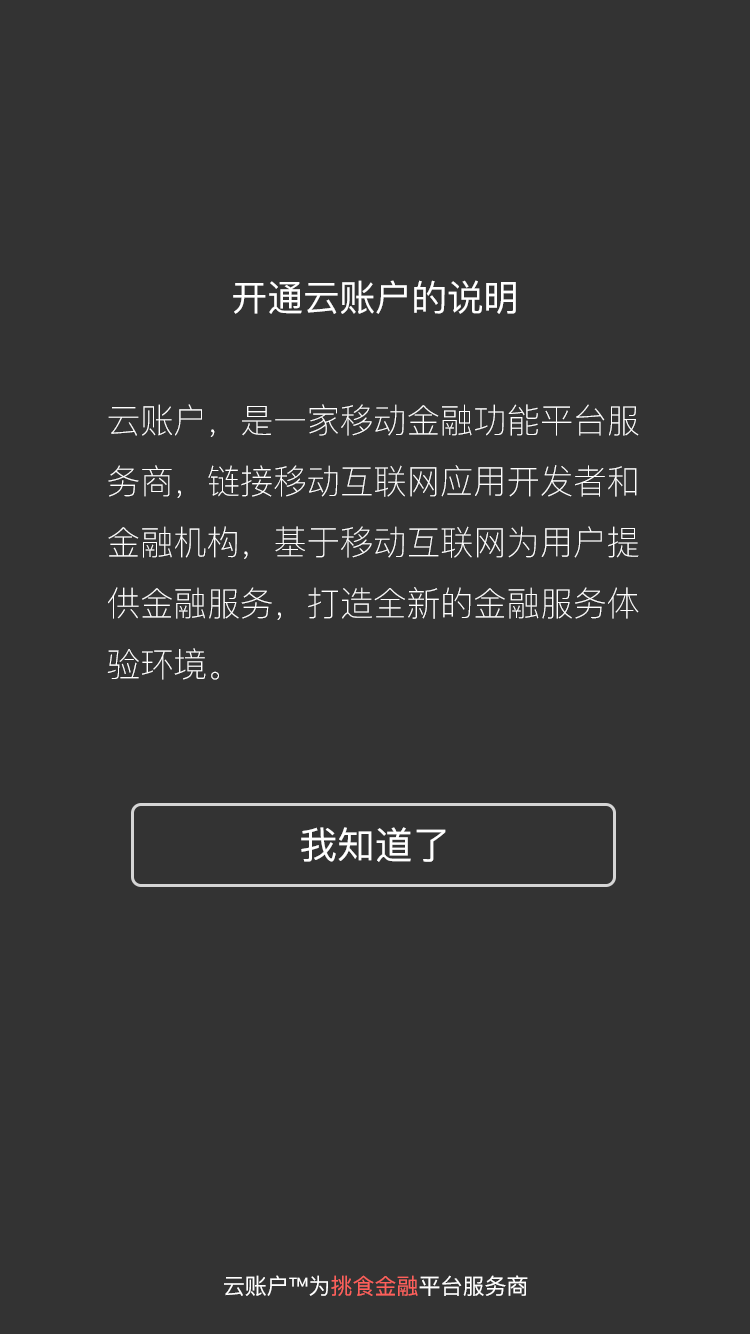 开通云账户的说明
云账户，是一家移动金融功能平台服
务商，链接移动互联网应用开发者和
金融机构，基于移动互联网为用户提
供金融服务，打造全新的金融服务体
验环境。
我知道了
云账户™为挑食金融平台服务商